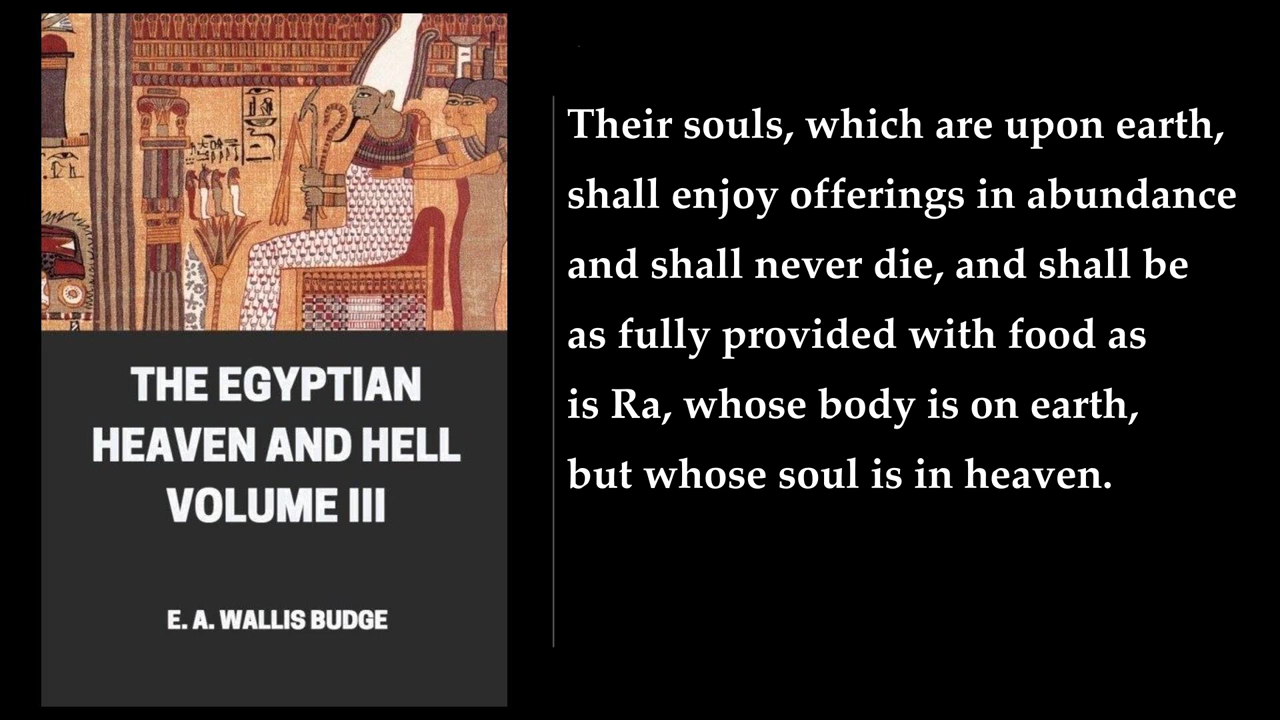 THE EGYPTIAN
HEAVEN AND HELL
VOLUME III
E. A. WALLIS BUDGE
Their souls, which are upon earth,
shall enjoy offerings in abundance
and shall never die, and shall be
as fully provided with food as
is Ra, whose body is on earth,
but whose soul is in heaven.